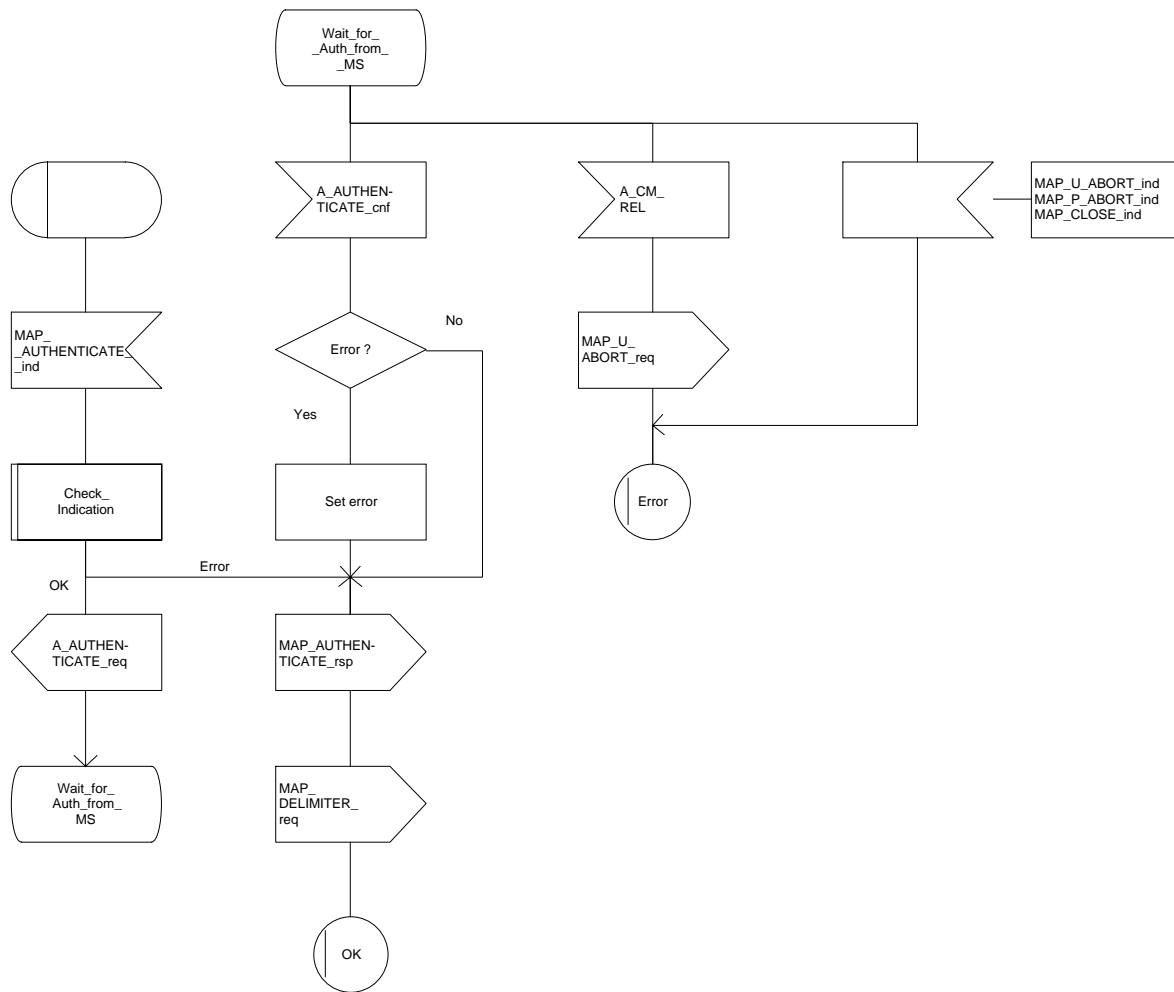 Wait_for_
_Auth_from_
_MS
A_AUTHEN-
TICATE_cnf
A_CM_
REL
MAP_U_ABORT_ind
MAP_P_ABORT_ind
MAP_CLOSE_ind
MAP_
_AUTHENTICATE_
_ind
Error ?
No
Yes
MAP_U_
ABORT_req
Check_
Indication
Set error
Error
OK
Error
A_AUTHEN-
TICATE_req
MAP_AUTHEN-
TICATE_rsp
Wait_for_
Auth_from_
MS
MAP_
DELIMITER_
req
OK